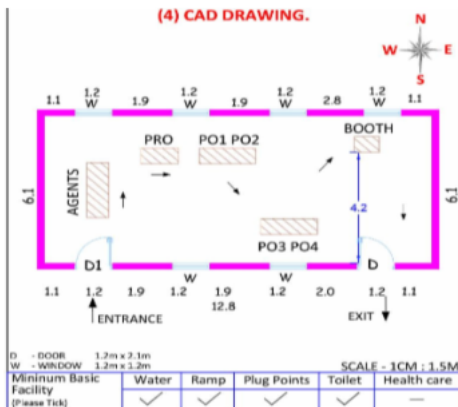 (4) CAD DRAWING.
N
W E
S
1.1 1.2 1.9 1.2 1.9 1.2 2.8 1.2 1.1
W W W W
BOOTH
PRO PO1 PO2
AGENTS
6.1 6.1
4.2
PO3 PO4
D1 D
W W
1.1 1.2 1.9 1.2 1.9 1.2 2.0 1.2 1.1
12.8
ENTRANCE EXIT
D - DOOR 1.2m x 2.1m
W - WINDOW 1.2m x 1.2m SCALE - 1CM : 1.5M
Mininum Basic Facility (Please Tick) Water Ramp Plug Points Toilet Health care